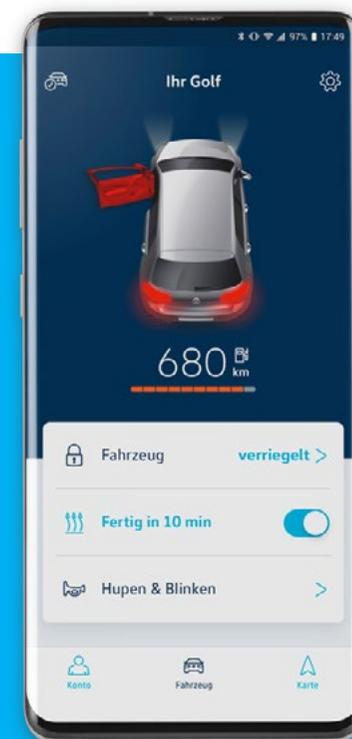 97% 17:49
Ihr Golf
680 km
Fahrzeug verriegelt >
Fertig in 10 min
Hupen & Blinken >
Konto Fahrzeug Karte